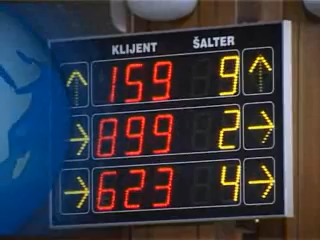 KLIJENT ŠALTER
↑ 159 9 ↑
→ 899 2 →
→ 623 4 →